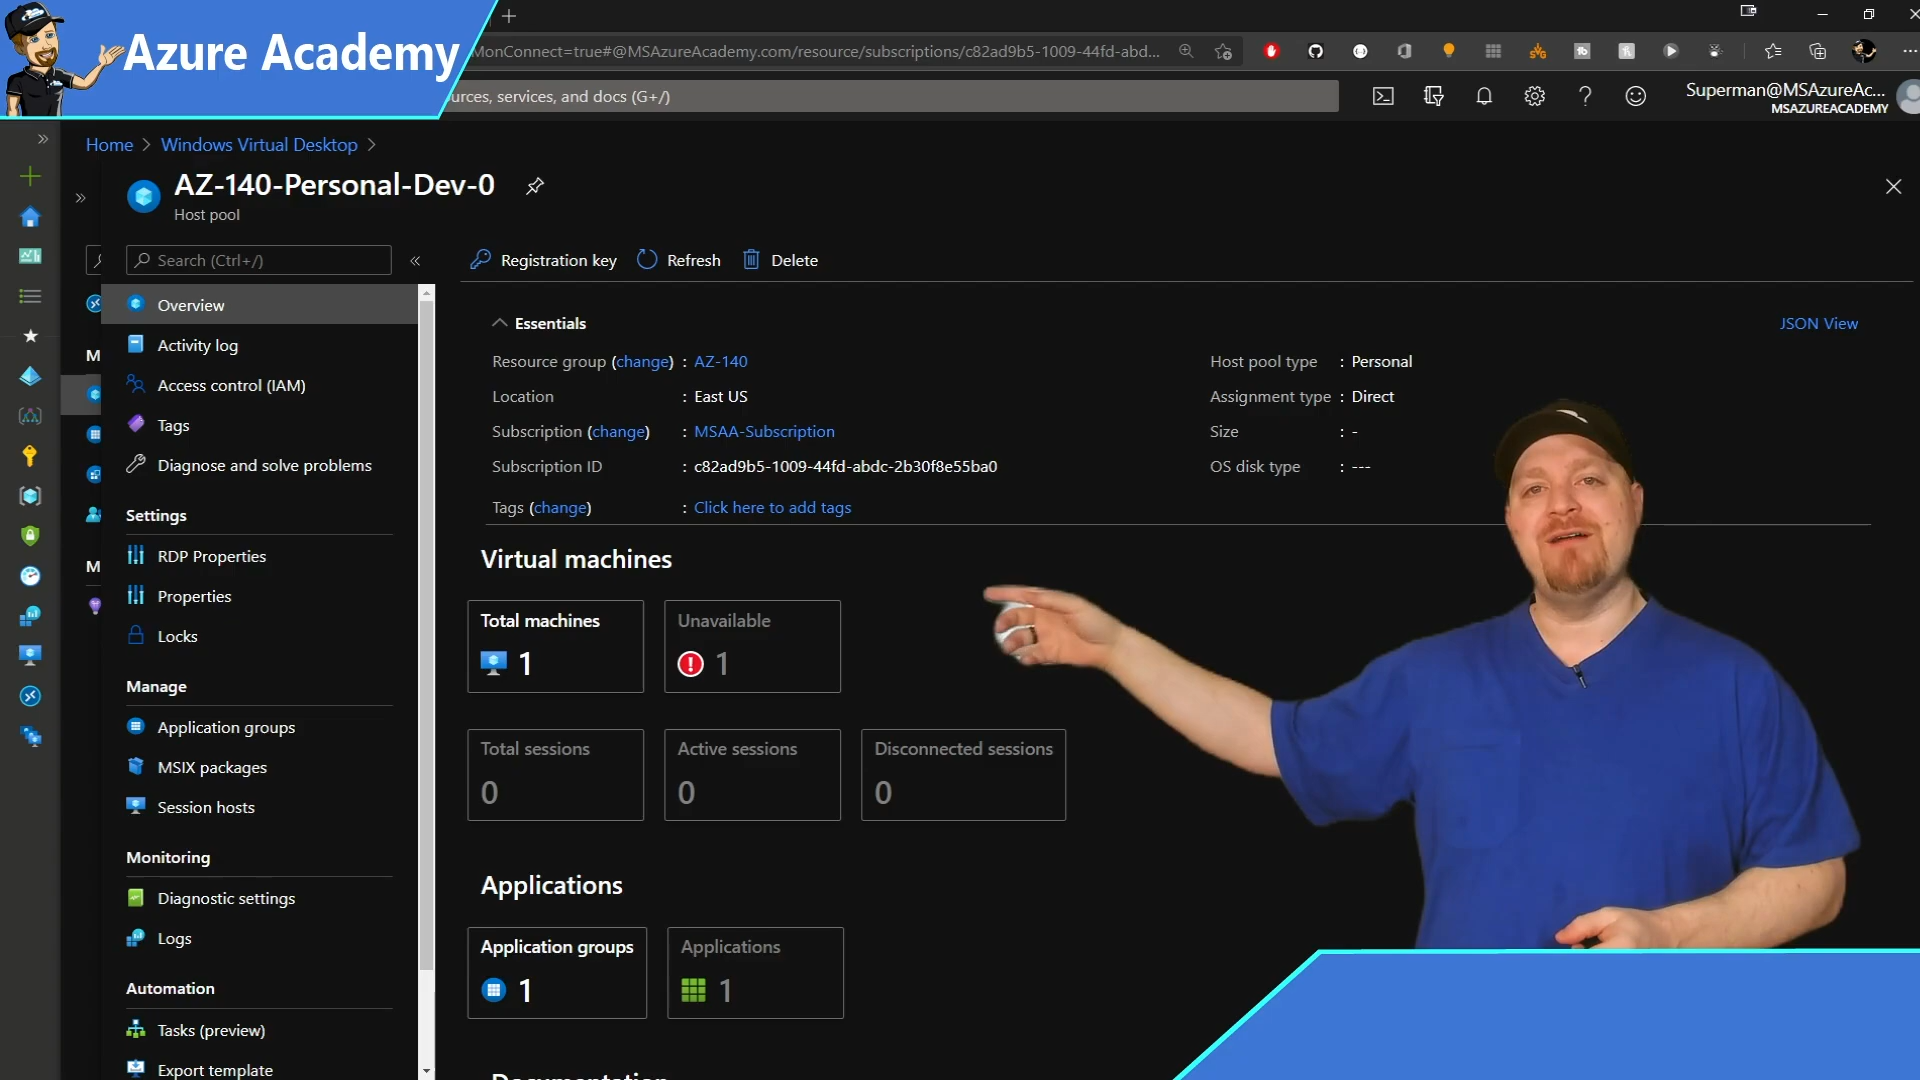 Azure Academy
MonConnect=true#@MSAzureAcademy.com/resource/subscriptions/c82ad9b5-1009-44fd-abd...
urces, services, and docs (G+/)
Superman@MSAzureAc...
MSAZUREACADEMY
Home > Windows Virtual Desktop >
AZ-140-Personal-Dev-0
Host pool
Search (Ctrl+/)
Registration key
Refresh
Delete
Overview
Activity log
Access control (IAM)
Tags
Diagnose and solve problems
Settings
RDP Properties
Properties
Locks
Manage
Application groups
MSIX packages
Session hosts
Monitoring
Diagnostic settings
Logs
Automation
Tasks (preview)
Export template
M
M
Essentials
JSON View
Resource group (change) : AZ-140
Location : East US
Subscription (change) : MSAA-Subscription
Subscription ID : c82ad9b5-1009-44fd-abdc-2b30f8e55ba0
Tags (change) : Click here to add tags
Host pool type : Personal
Assignment type : Direct
Size : -
OS disk type : ---
Virtual machines
Total machines
1
Unavailable
1
Total sessions
0
Active sessions
0
Disconnected sessions
0
Applications
Application groups
1
Applications
1